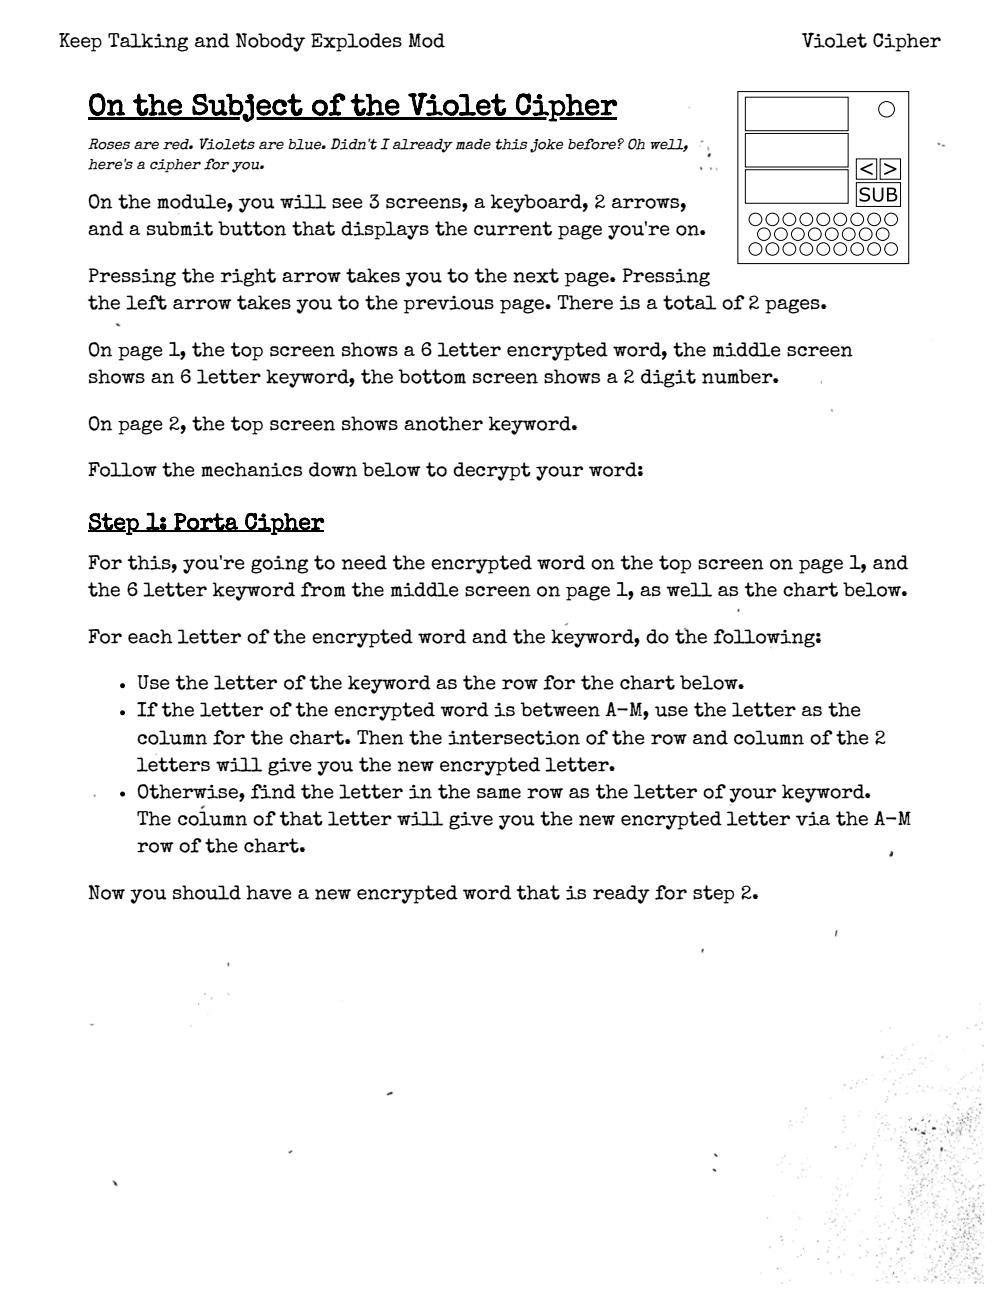 Keep Talking and Nobody Explodes Mod Violet Cipher
On the Subject of the Violet Cipher
Roses are red. Violets are blue. Didn't I already made this joke before? Oh well,
here's a cipher for you.
On the module, you will see 3 screens, a keyboard, 2 arrows,
and a submit button that displays the current page you're on.
< >
SUB
Pressing the right arrow takes you to the next page. Pressing
the left arrow takes you to the previous page. There is a total of 2 pages.
On page 1, the top screen shows a 6 letter encrypted word, the middle screen
shows an 6 letter keyword, the bottom screen shows a 2 digit number.
On page 2, the top screen shows another keyword.
Follow the mechanics down below to decrypt your word:
Step 1: Porta Cipher
For this, you're going to need the encrypted word on the top screen on page 1, and
the 6 letter keyword from the middle screen on page 1, as well as the chart below.
For each letter of the encrypted word and the keyword, do the following:
• Use the letter of the keyword as the row for the chart below.
• If the letter of the encrypted word is between A-M, use the letter as the
column for the chart. Then the intersection of the row and column of the 2
letters will give you the new encrypted letter.
• Otherwise, find the letter in the same row as the letter of your keyword.
The column of that letter will give you the new encrypted letter via the A-M
row of the chart.
Now you should have a new encrypted word that is ready for step 2.